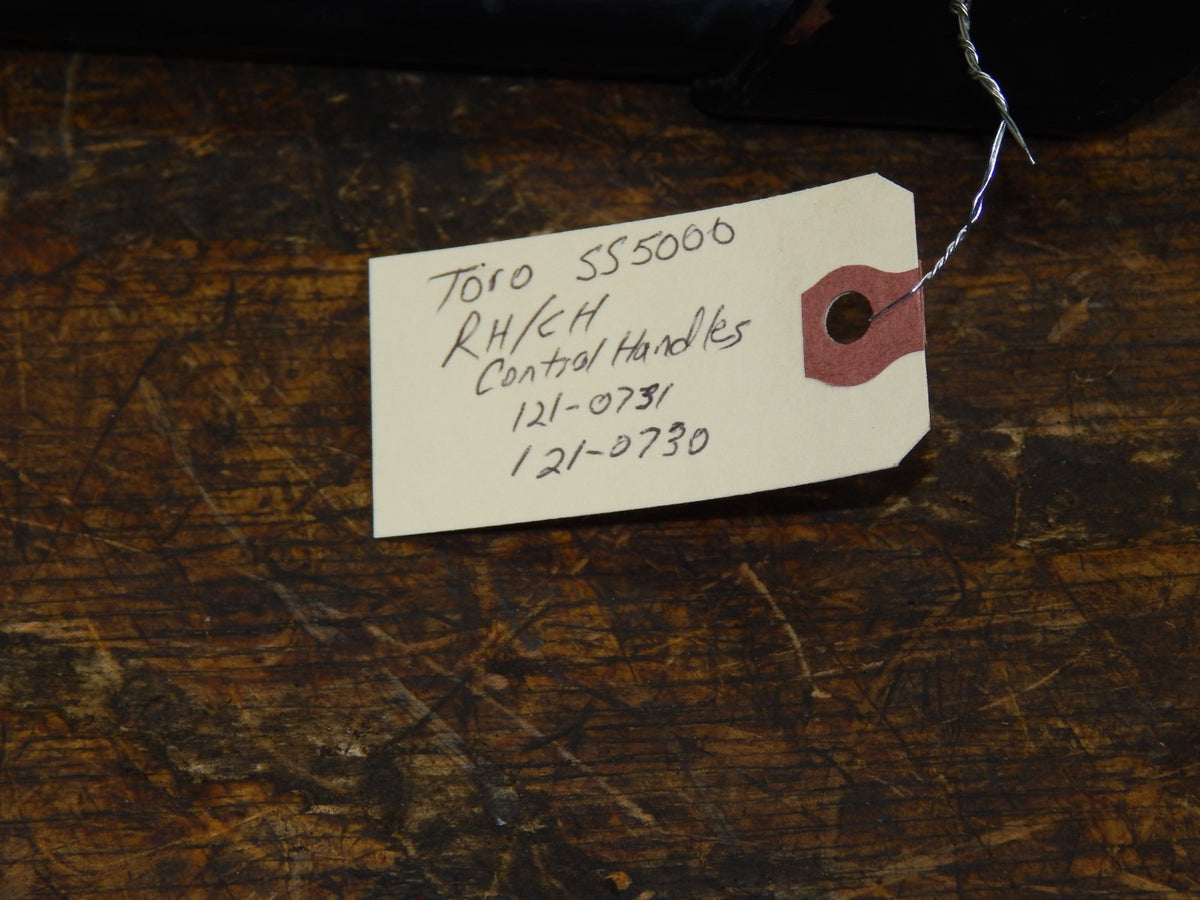 Toro SS5000
RH/LH
Control Handles
121-0731
121-0730